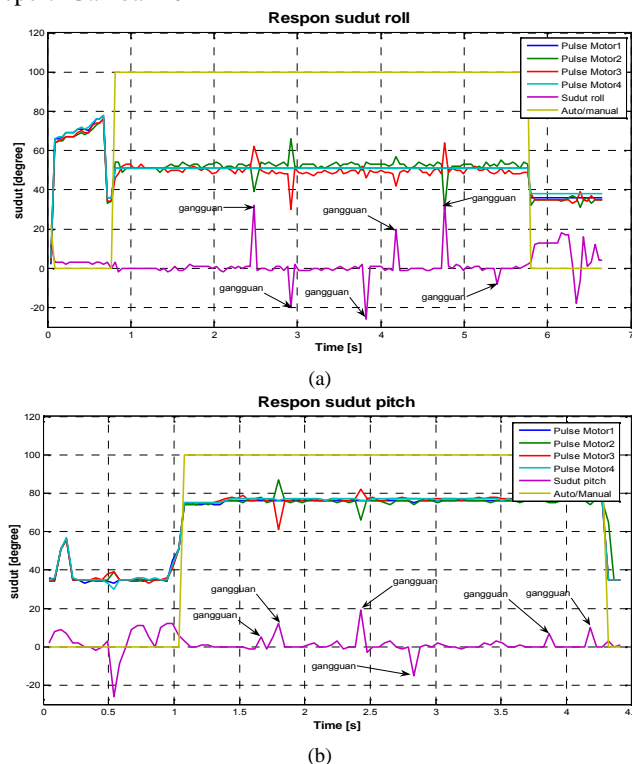 Respon sudut roll
120
100
80
60
40
20
0
-20
sudut [degree]
Pulse Motor1
Pulse Motor2
Pulse Motor3
Pulse Motor4
Sudut roll
Auto/manual
gangguan
gangguan
gangguan
gangguan
gangguan
gangguan
0 1 2 3 4 5 6 7
Time [s]
(a)
Respon sudut pitch
120
100
80
60
40
20
0
-20
sudut [degree]
Pulse Motor1
Pulse Motor2
Pulse Motor3
Pulse Motor4
Sudut pitch
Auto/Manual
gangguan
gangguan
gangguan
gangguan
gangguan
gangguan
0 0.5 1 1.5 2 2.5 3 3.5 4 4.
Time [s]
(b)